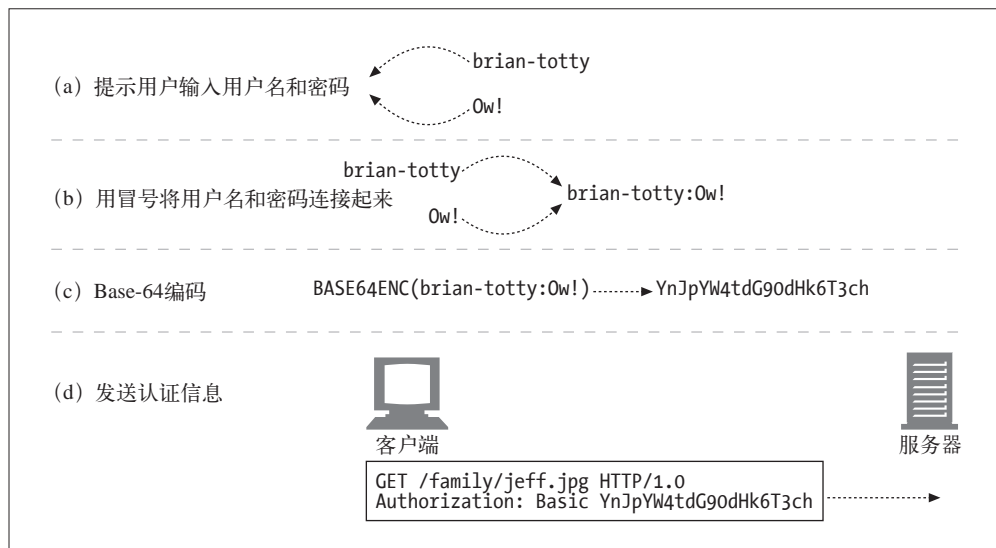 (a) 提示用户输入用户名和密码
brian-totty
Ow!
(b) 用冒号将用户名和密码连接起来
brian-totty
Ow!
brian-totty:Ow!
(c) Base-64编码
BASE64ENC(brian-totty:Ow!)
YnJpYW4tdG90dHk6T3ch
(d) 发送认证信息
客户端
服务器
GET /family/jeff.jpg HTTP/1.0
Authorization: Basic YnJpYW4tdG90dHk6T3ch